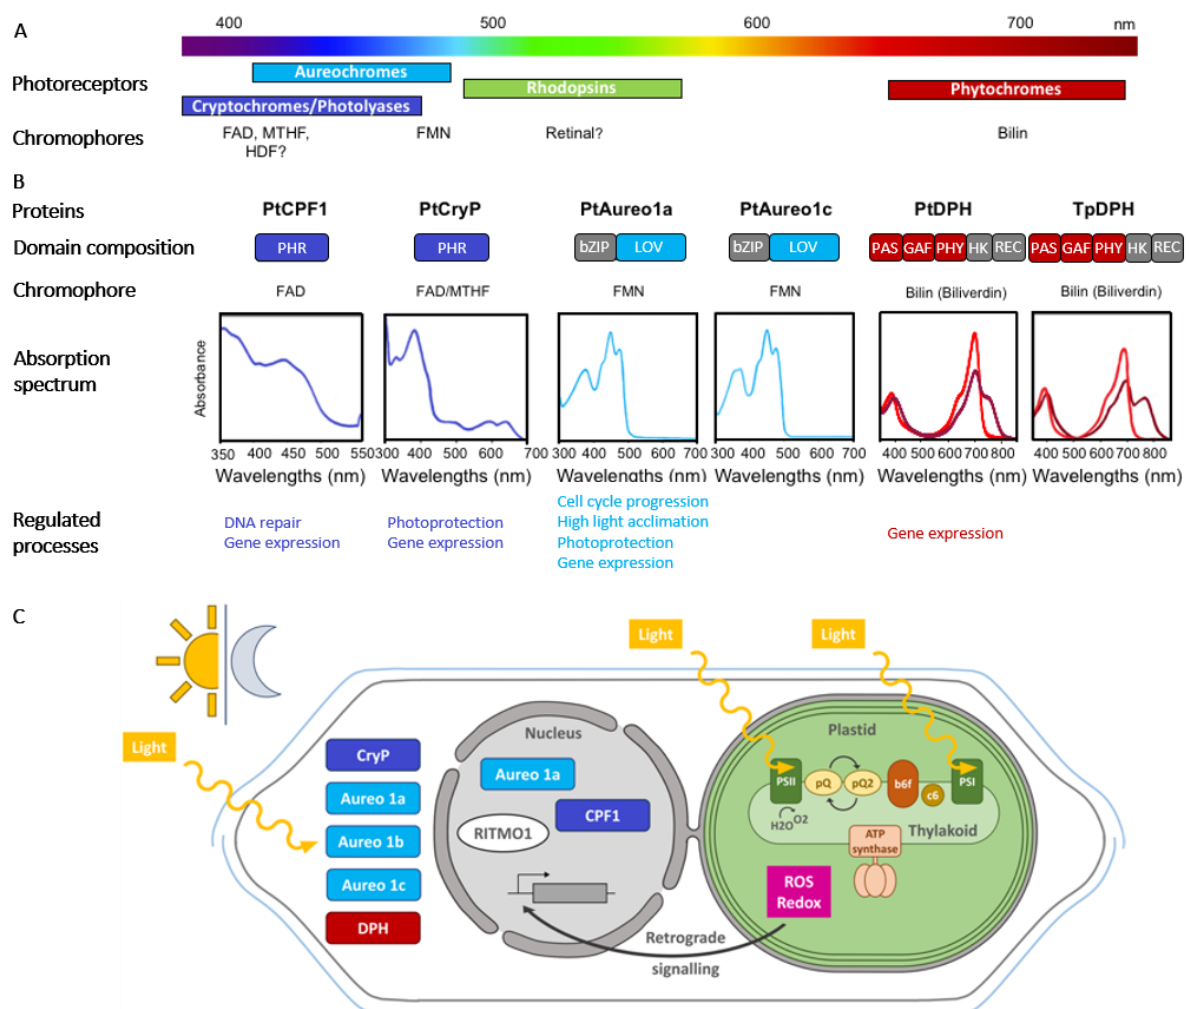 A
400 500 600 700 nm
Photoreceptors
Aureochromes
Rhodopsins
Phytochromes
Cryptochromes/Photolyases
Chromophores
FAD, MTHF, HDF?
FMN
Retinal?
Bilin
B
Proteins
PtCPF1 PtCryP PtAureo1a PtAureo1c PtDPH TpDPH
Domain composition
PHR PHR bZIP LOV bZIP LOV PAS GAF PHY HK REC PAS GAF PHY HK REC
Chromophore
FAD FAD/MTHF FMN FMN Bilin (Biliverdin) Bilin (Biliverdin)
Absorption
spectrum
Absorbance
350 400 450 500 550 300 400 500 600 700 300 400 500 600 700 300 400 500 600 700 400 500 600 700 800 400 500 600 700 800
Wavelengths (nm) Wavelengths (nm) Wavelengths (nm) Wavelengths (nm) Wavelengths (nm) Wavelengths (nm)
Regulated
processes
DNA repair
Gene expression
Photoprotection
Gene expression
Cell cycle progression
High light acclimation
Photoprotection
Gene expression
Gene expression
C
Light
Light
Light
CryP
Aureo 1a
Aureo 1b
Aureo 1c
DPH
Nucleus
Aureo 1a
CPF1
RITMO1
Plastid
PSII pQ pQ2 b6f c6 PSI
H2O O2
Thylakoid
ATP
synthase
ROS
Redox
Retrograde
signalling